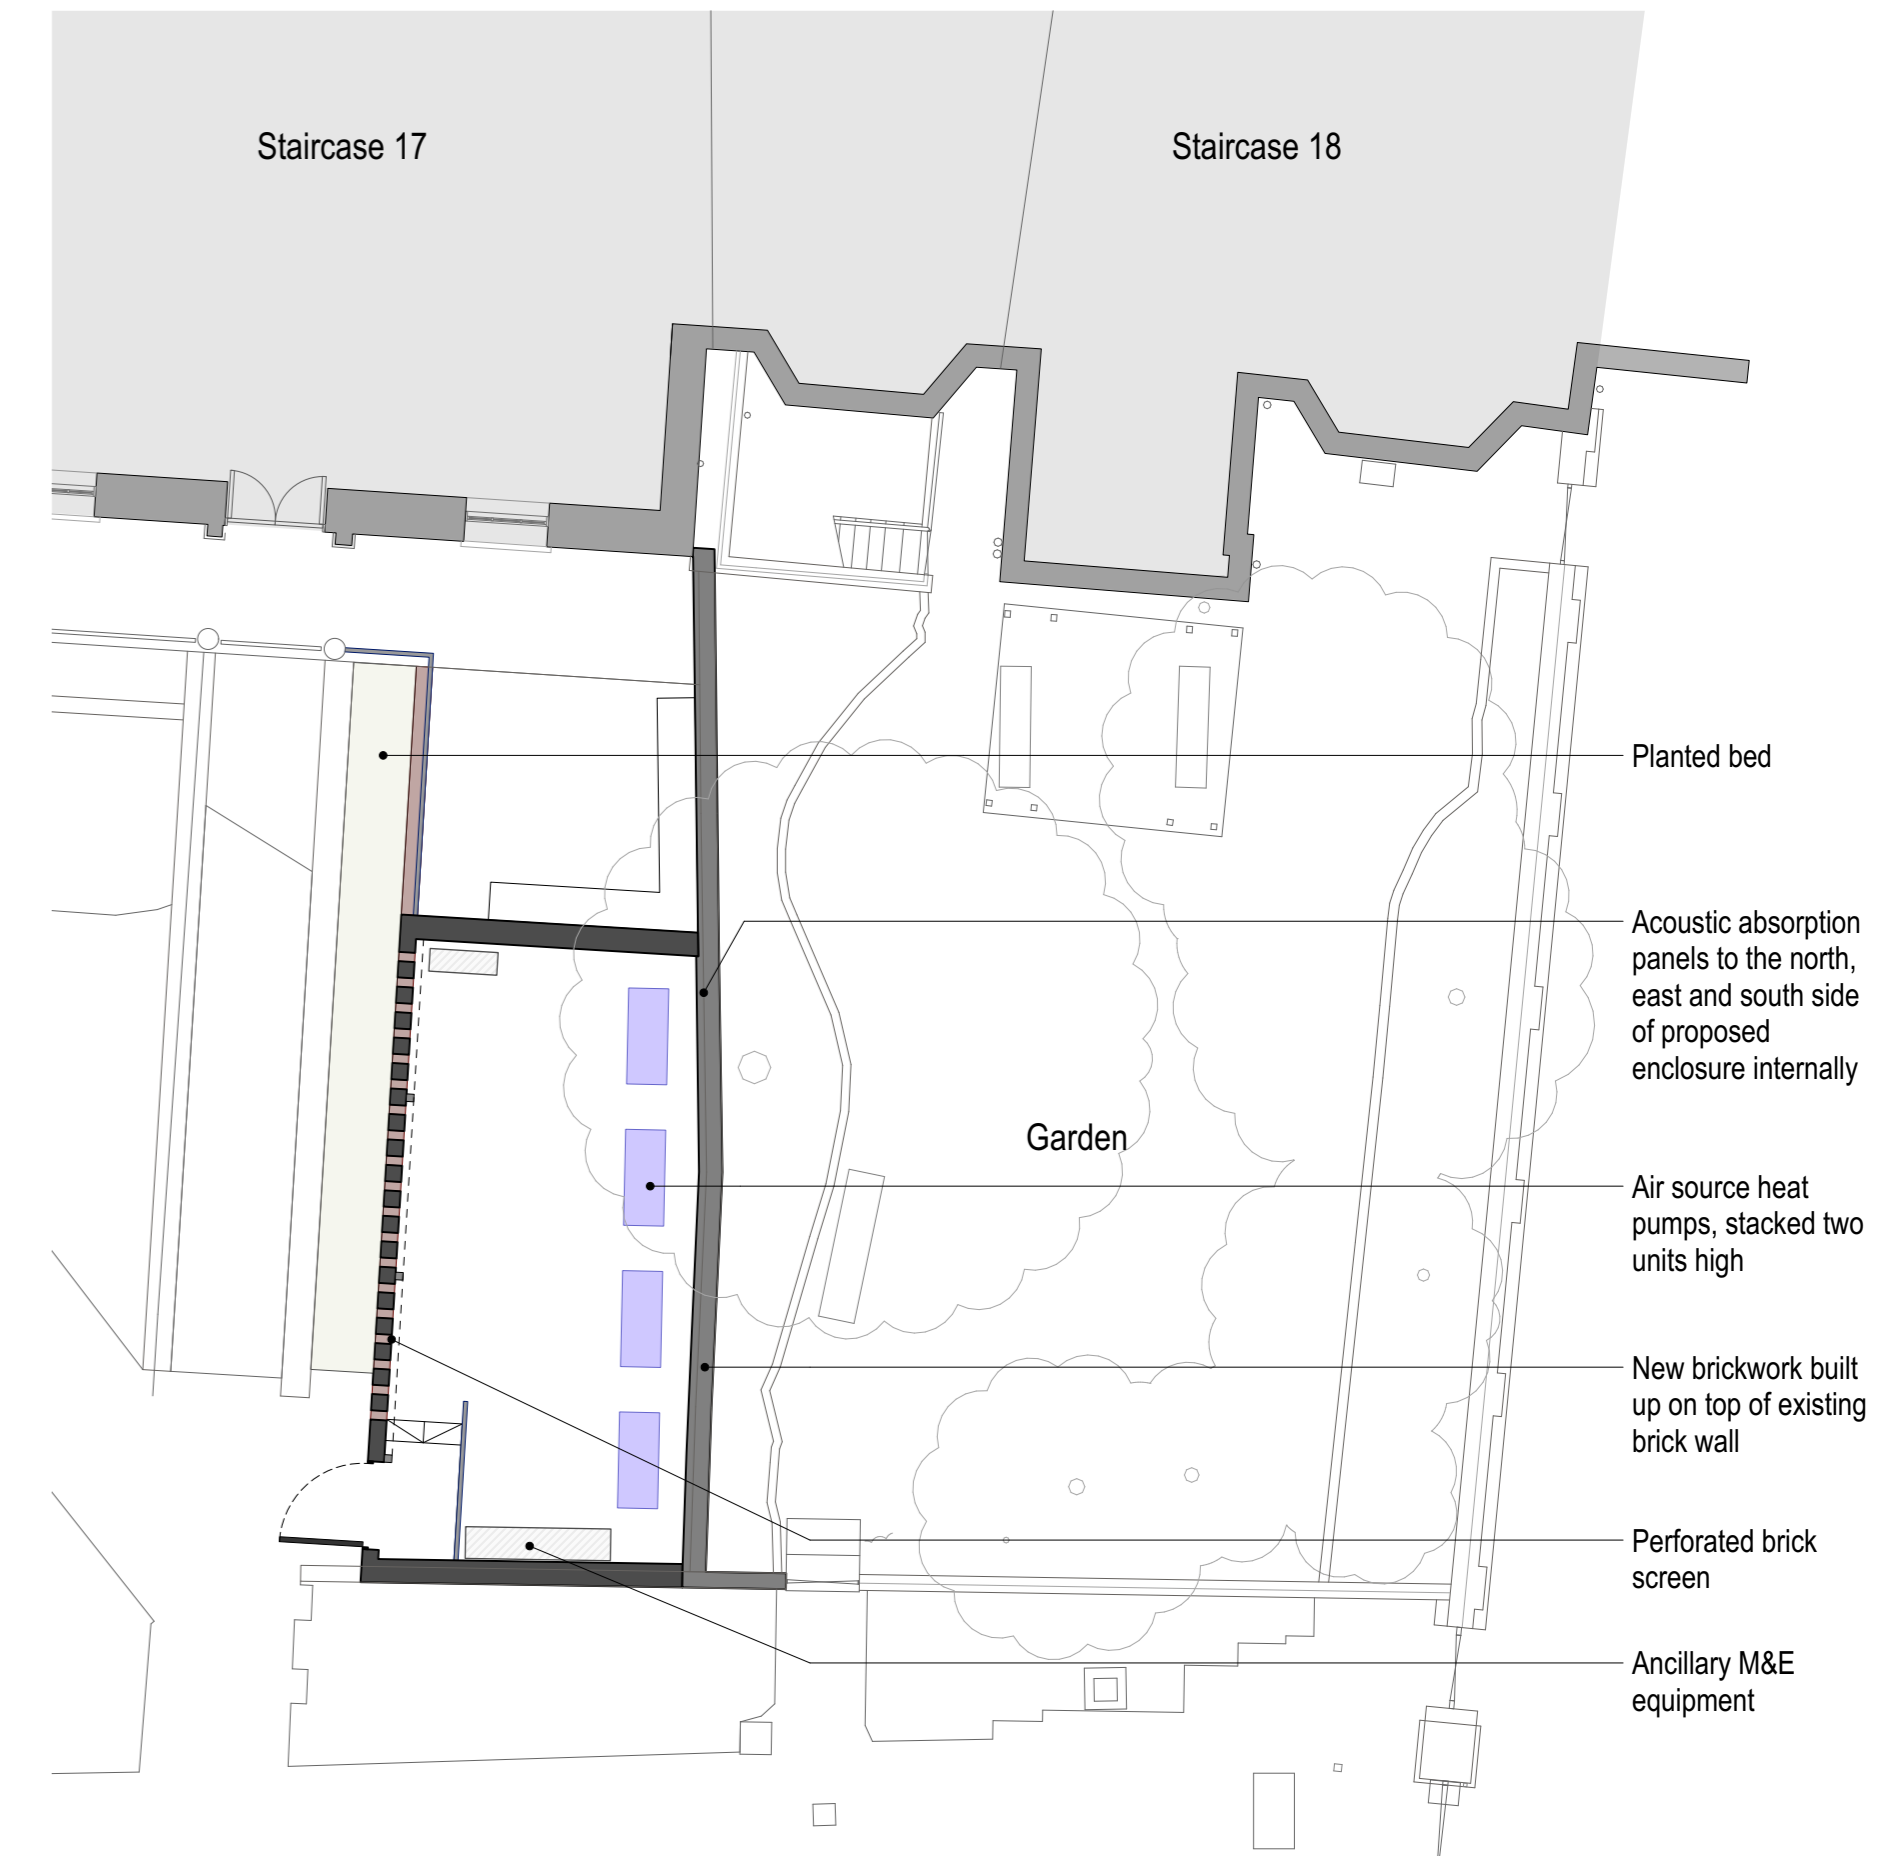 Staircase 17
Staircase 18
Planted bed
Acoustic absorption
panels to the north,
east and south side
of proposed
enclosure internally
Garden
Air source heat
pumps, stacked two
units high
New brickwork built
up on top of existing
brick wall
Perforated brick
screen
Ancillary M&E
equipment